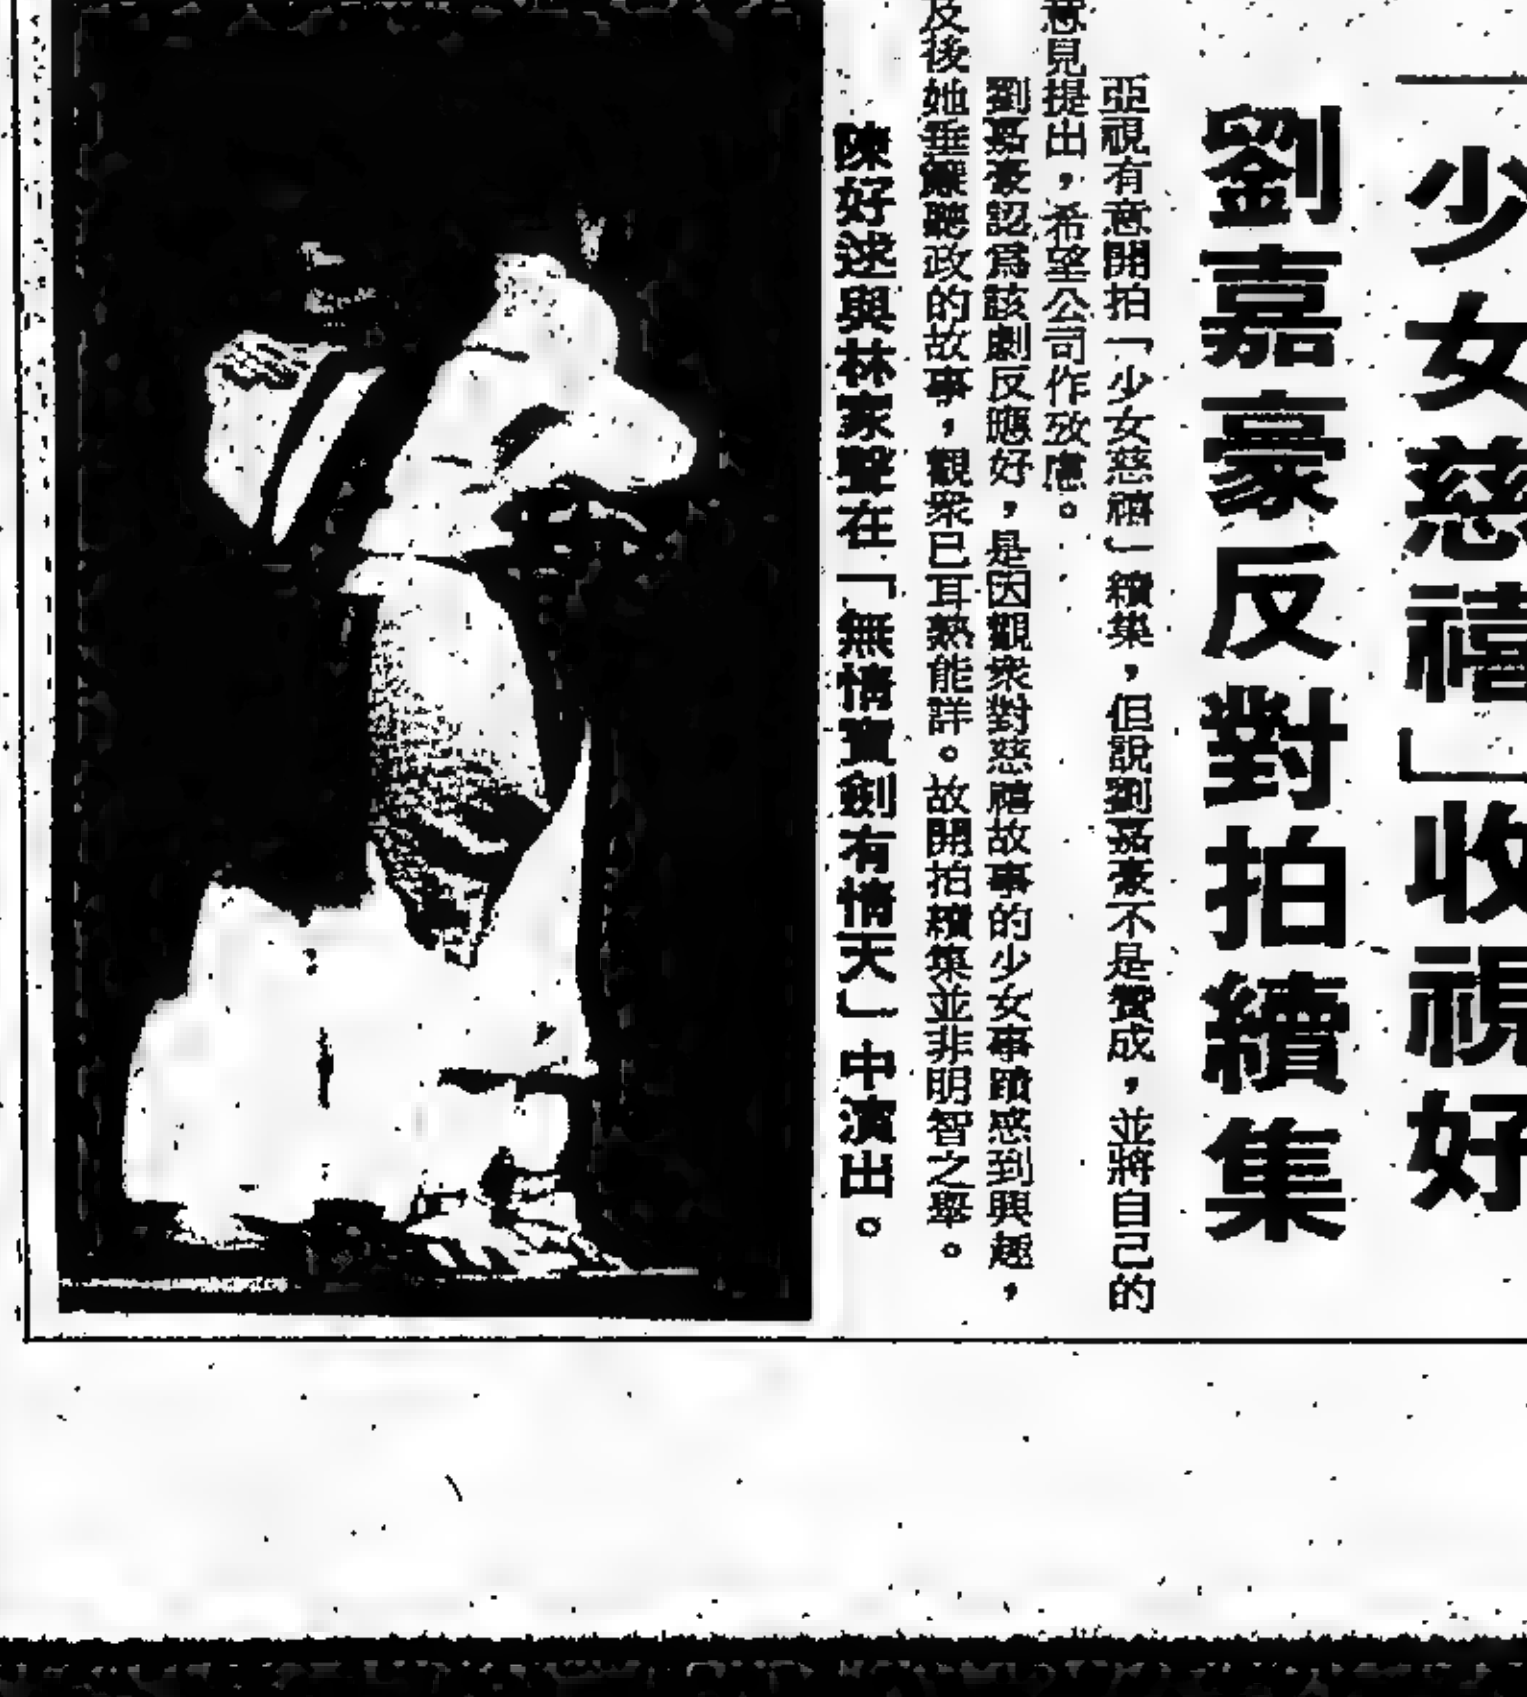 少女慈禧」收視好
劉嘉豪反對拍續集
亞視有意開拍「少女慈禧」續集，但說劉嘉豪不是贊成，並將自己的
意見提出，希望公司作攷慮。
劉嘉豪認爲該劇反應好，是因觀衆對慈禧故事的少女事蹟感到興趣，
及後她垂簾聽政的故事，觀衆已耳熟能詳。故開拍續集並非明智之舉。
陳好逑與林家聲在「無情寶劍有情天」中演出。